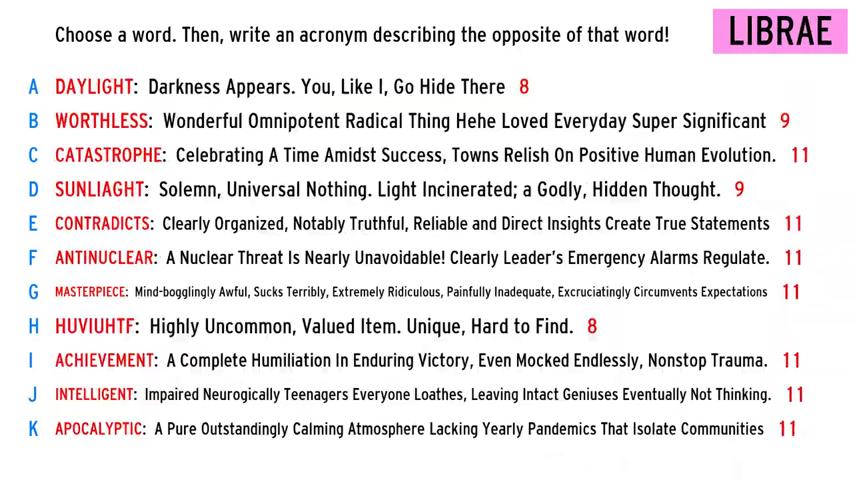 Choose a word. Then, write an acronym describing the opposite of that word!
LIBRAE
A DAYLIGHT: Darkness Appears. You, Like I, Go Hide There 8
B WORTHLESS: Wonderful Omnipotent Radical Thing Hehe Loved Everyday Super Significant 9
C CATASTROPHE: Celebrating A Time Amidst Success, Towns Relish On Positive Human Evolution. 11
D SUNLIAGHT: Solemn, Universal Nothing. Light Incinerated; a Godly, Hidden Thought. 9
E CONTRADICTS: Clearly Organized, Notably Truthful, Reliable and Direct Insights Create True Statements 11
F ANTINUCLEAR: A Nuclear Threat Is Nearly Unavoidable! Clearly Leader's Emergency Alarms Regulate. 11
G MASTERPIECE: Mind-bogglingly Awful, Sucks Terribly, Extremely Ridiculous, Painfully Inadequate, Excruciatingly Circumvents Expectations 11
H HUVIUHTF: Highly Uncommon, Valued Item. Unique, Hard to Find. 8
I ACHIEVEMENT: A Complete Humiliation In Enduring Victory, Even Mocked Endlessly, Nonstop Trauma. 11
J INTELLIGENT: Impaired Neurogically Teenagers Everyone Loathes, Leaving Intact Geniuses Eventually Not Thinking. 11
K APOCALYPTIC: A Pure Outstandingly Calming Atmosphere Lacking Yearly Pandemics That Isolate Communities 11